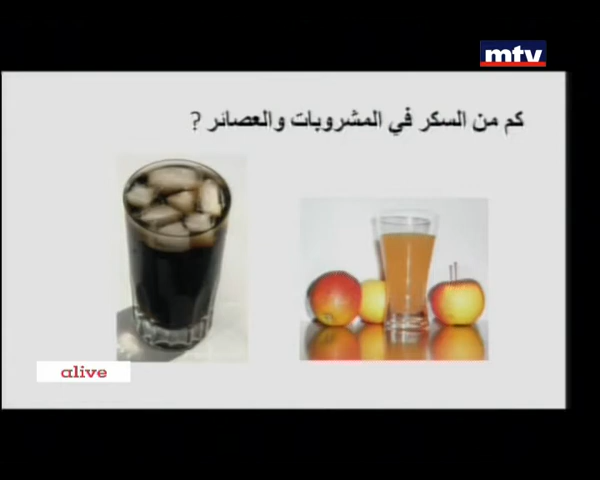 mtv
كم من السكر في المشروبات والعصائر ?
alive